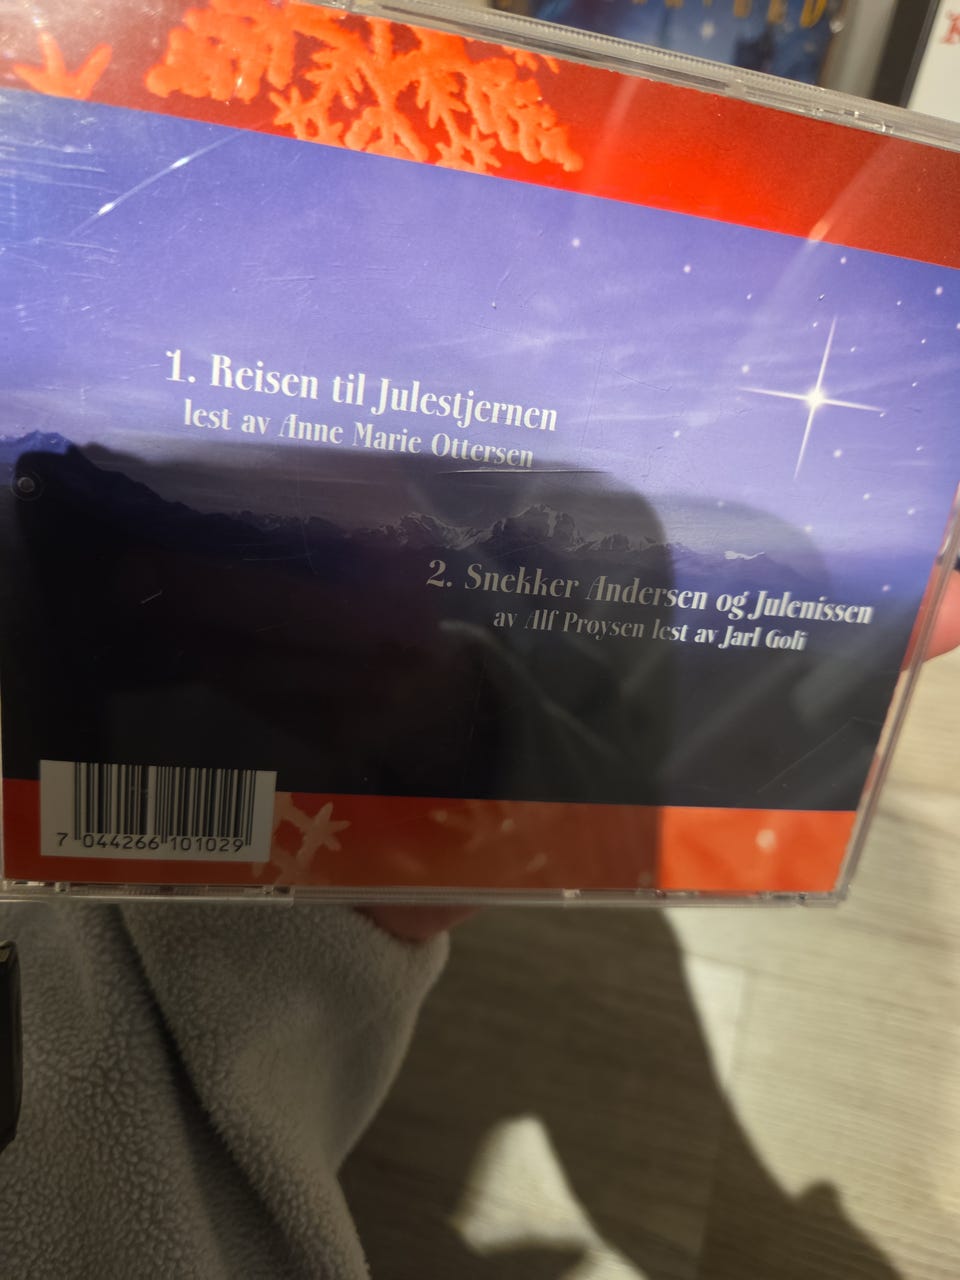 1. Reisen til Julestjernen
lest av Anne Marie Ottersen
2. Snekker Andersen og Julenissen
av Alf Prøysen lest av Jarl Goli
7 044266 101029